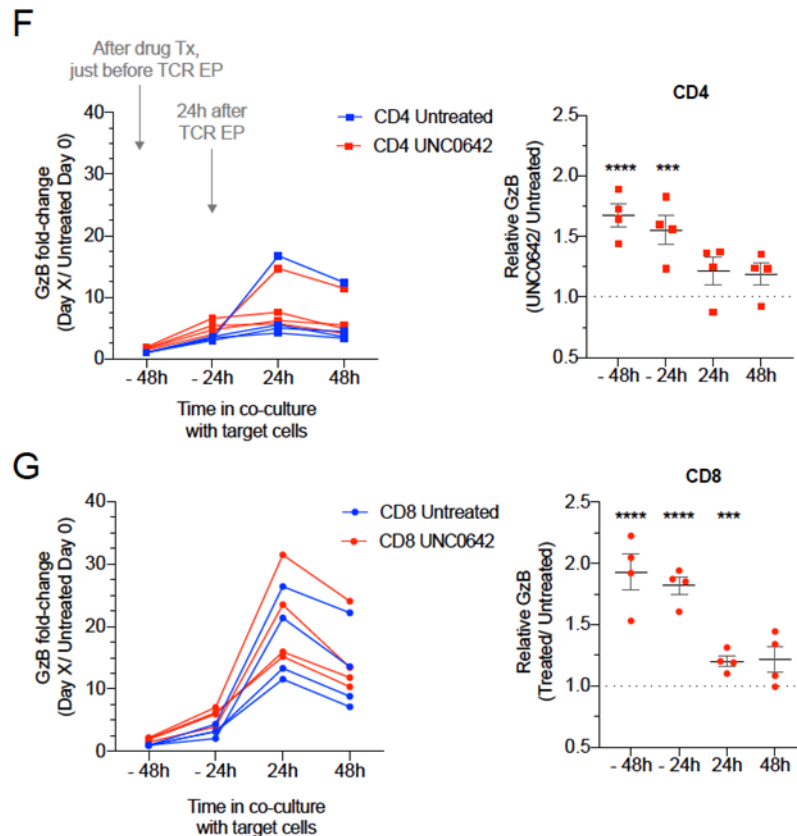 F
After drug Tx,
just before TCR EP
24h after
TCR EP
CD4 Untreated
CD4 UNC0642
GzB fold-change
(Day X/ Untreated Day 0)
40
30
20
15
10
5
0
- 48h - 24h 24h 48h
Time in co-culture
with target cells
CD4
Relative GzB
(UNC0642/ Untreated)
2.5
2.0
1.5
1.0
0.5
**** ***
- 48h - 24h 24h 48h
G
CD8 Untreated
CD8 UNC0642
GzB fold-change
(Day X/ Untreated Day 0)
40
30
20
10
0
- 48h - 24h 24h 48h
Time in co-culture
with target cells
CD8
Relative GzB
(Treated/ Untreated)
2.5
2.0
1.5
1.0
0.5
**** **** ***
- 48h - 24h 24h 48h